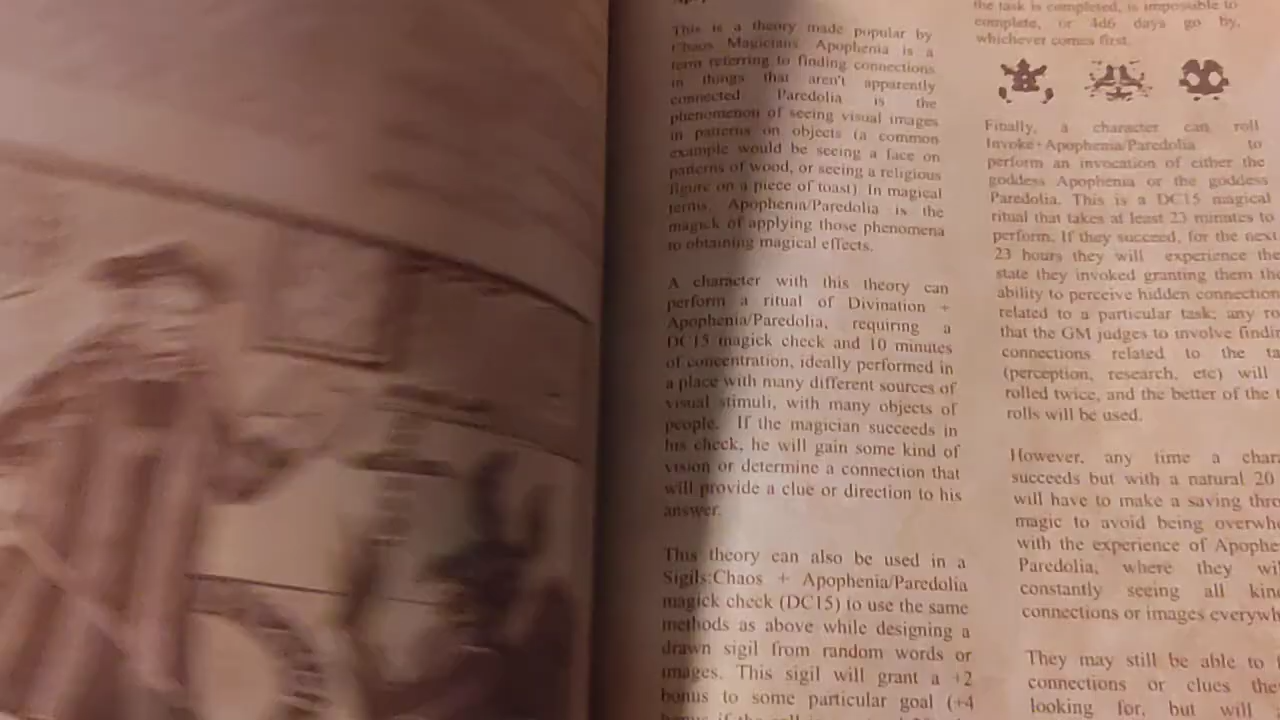 This is a theory made popular by
Chaos Magicians. Apophenia is a
term referring to finding connections
in things that aren't apparently
connected. Paredolia is the
phenomenon of seeing visual images
in patterns on objects (a common
example would be seeing a face on
patterns of wood, or seeing a religious
figure on a piece of toast). In magical
terms, Apophenia/Paredolia is the
magick of applying those phenomena
to obtaining magical effects.
A character with this theory can
perform a ritual of Divination +
Apophenia/Paredolia, requiring a
DC15 magick check and 10 minutes
of concentration, ideally performed in
a place with many different sources of
visual stimuli, with many objects of
people. If the magician succeeds in
his check, he will gain some kind of
vision or determine a connection that
will provide a clue or direction to his
answer.
This theory can also be used in a
Sigils:Chaos + Apophenia/Paredolia
magick check (DC15) to use the same
methods as above while designing a
drawn sigil from random words or
images. This sigil will grant a +2
bonus to some particular goal (+4
the task is completed, is impossible to
complete, or 4d6 days go by,
whichever comes first.
Finally, a character can roll
Invoke+Apophenia/Paredolia to
perform an invocation of either the
goddess Apophenia or the goddess
Paredolia. This is a DC15 magical
ritual that takes at least 23 minutes to
perform. If they succeed, for the next
23 hours they will experience the
state they invoked granting them the
ability to perceive hidden connection
related to a particular task; any ro
that the GM judges to involve findin
connections related to the ta
(perception, research, etc) will
rolled twice, and the better of the t
rolls will be used.
However, any time a chara
succeeds but with a natural 20
will have to make a saving thro
magic to avoid being overwhe
with the experience of Apophe
Paredolia, where they wil
constantly seeing all kind
connections or images everywh
They may still be able to
connections or clues the
looking for, but will